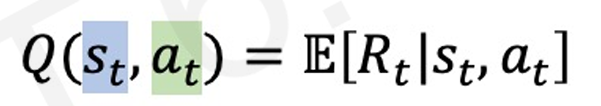 Q(s_t, a_t) = 𝔼[R_t|s_t, a_t]